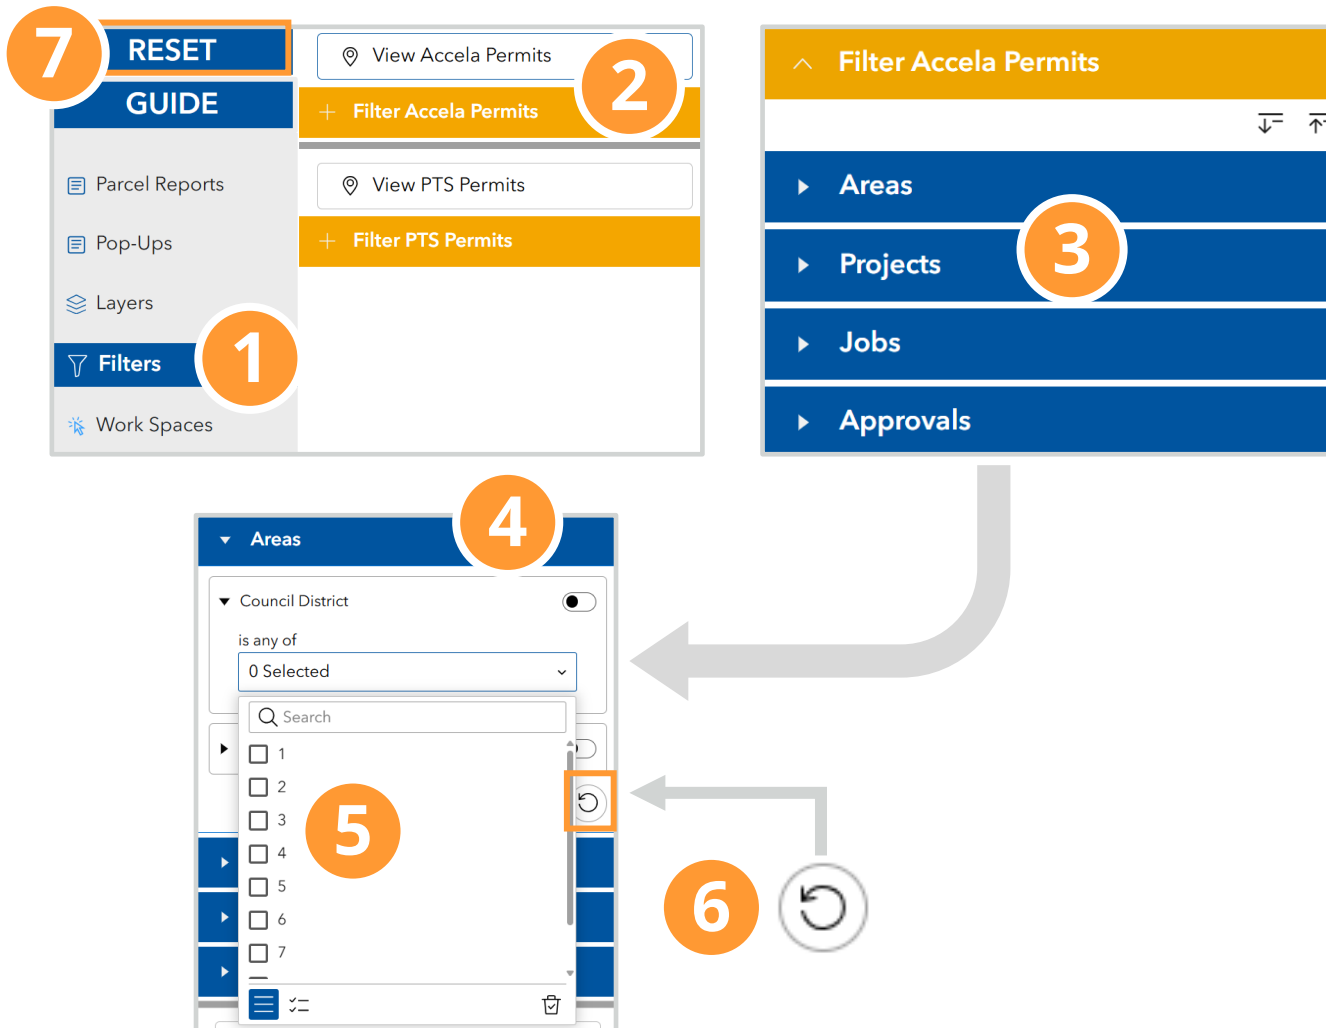 7
RESET
GUIDE
Parcel Reports
Pop-Ups
Layers
Filters
1
Work Spaces
View Accela Permits
2
Filter Accela Permits
View PTS Permits
Filter PTS Permits
Filter Accela Permits
Areas
3
Projects
Jobs
Approvals
4
Areas
Council District
is any of
0 Selected
Search
1
2
3
4
5
6
7
5
6